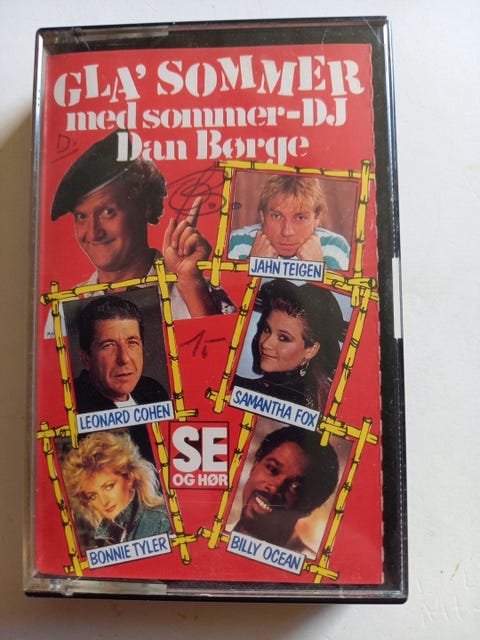 GLA' SOMMER
med sommer-DJ
Dan Børge
D.
JAHN TEIGEN
1,-
LEONARD COHEN
SAMANTHA FOX
SE
OG HØR
BONNIE TYLER
BILLY OCEAN